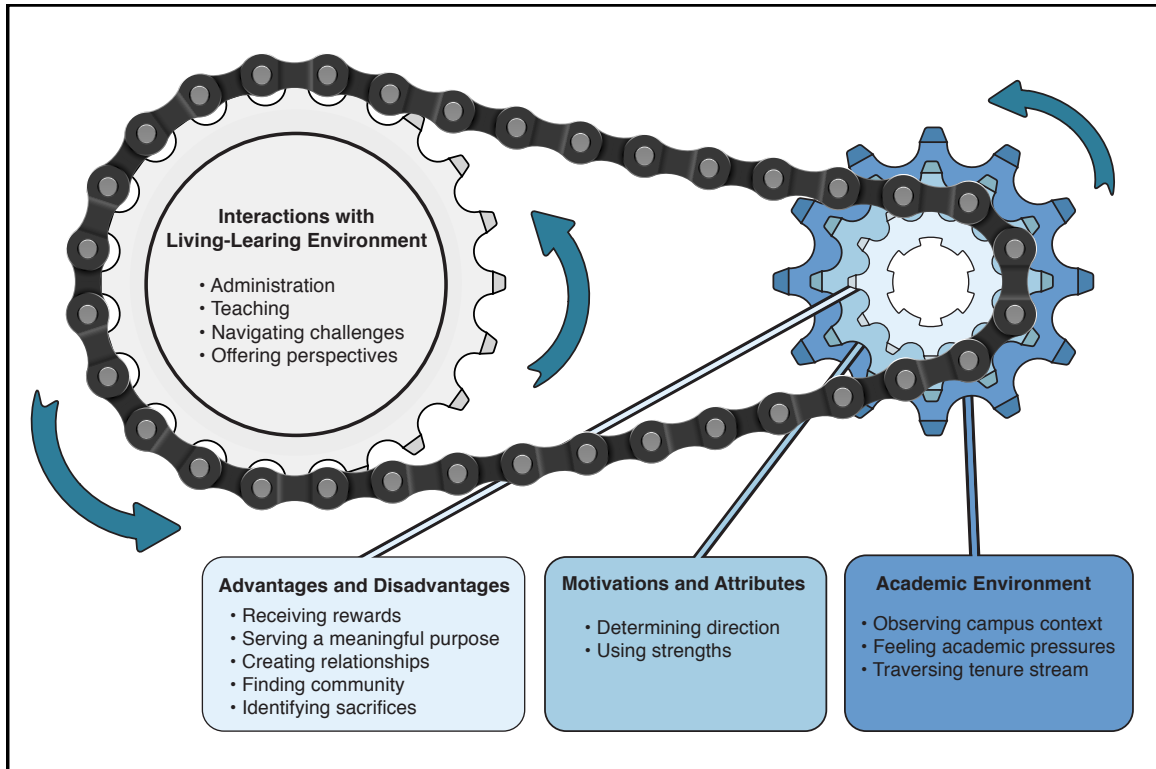 Interactions with
Living-Learing Environment
• Administration
• Teaching
• Navigating challenges
• Offering perspectives
Advantages and Disadvantages
• Receiving rewards
• Serving a meaningful purpose
• Creating relationships
• Finding community
• Identifying sacrifices
Motivations and Attributes
• Determining direction
• Using strengths
Academic Environment
• Observing campus context
• Feeling academic pressures
• Traversing tenure stream